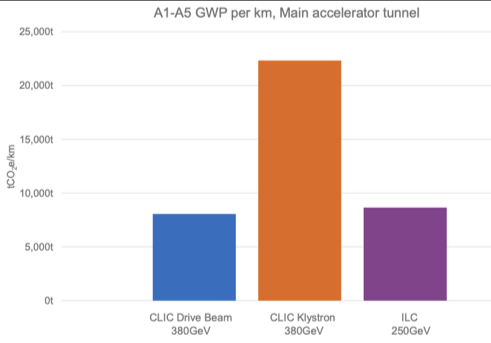 A1-A5 GWP per km, Main accelerator tunnel
25,000t
20,000t
15,000t
10,000t
5,000t
0t
tCO₂e/km
CLIC Drive Beam
380GeV
CLIC Klystron
380GeV
ILC
250GeV